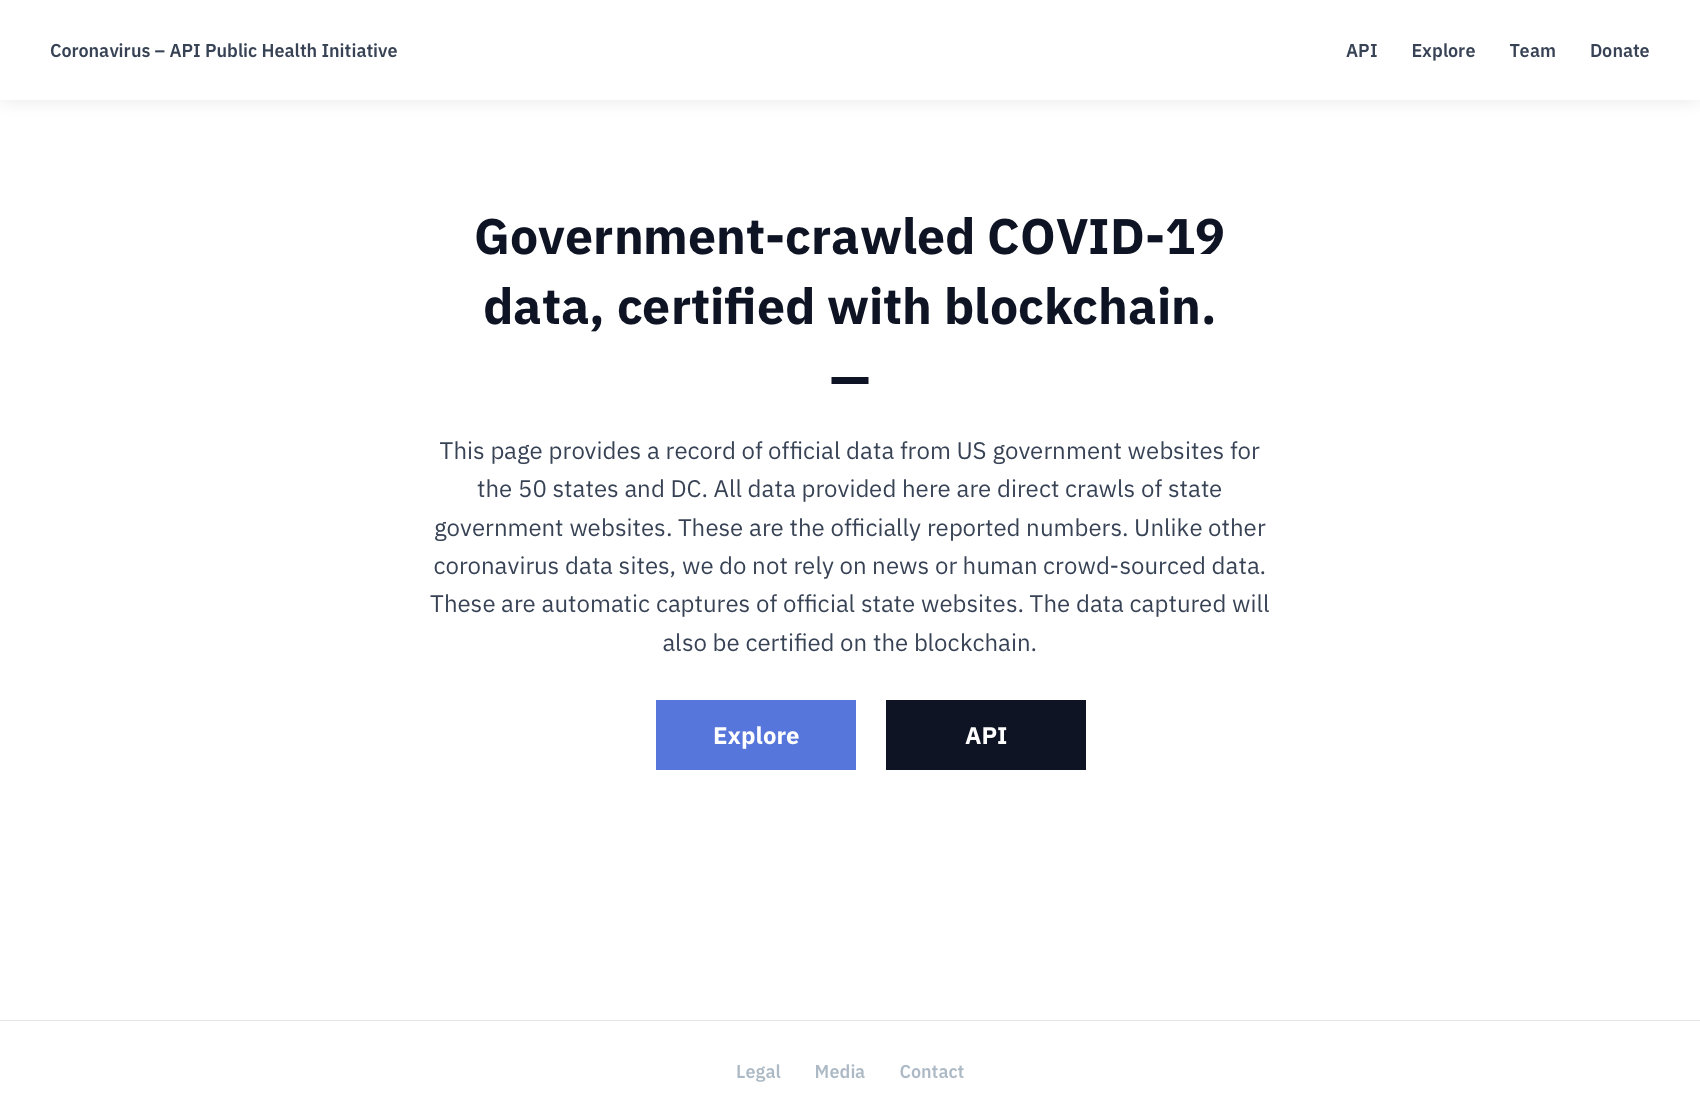 Coronavirus – API Public Health Initiative
API Explore Team Donate
Government-crawled COVID-19
data, certified with blockchain.
This page provides a record of official data from US government websites for
the 50 states and DC. All data provided here are direct crawls of state
government websites. These are the officially reported numbers. Unlike other
coronavirus data sites, we do not rely on news or human crowd-sourced data.
These are automatic captures of official state websites. The data captured will
also be certified on the blockchain.
Explore API
Legal Media Contact